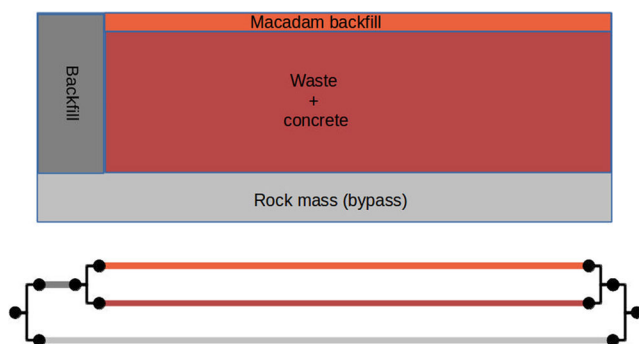 Macadam backfill
Backfill
Waste
+
concrete
Rock mass (bypass)